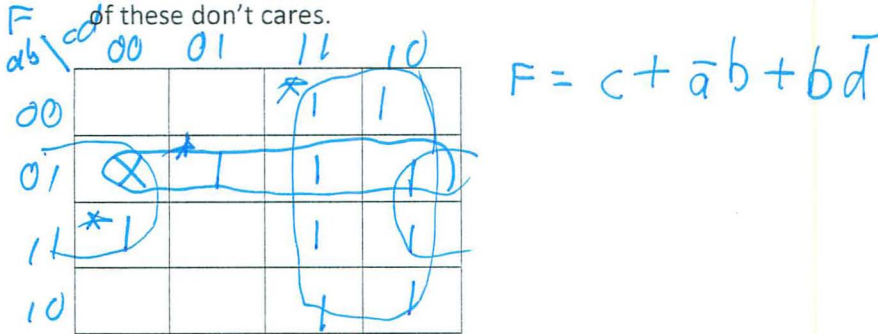 of these don't cares.
F
ab \ cd 00 01 11 10
00 * 1 1
01 X * 1 1 1
11 * 1 1 1
10 1 1
F = c + a̅b + bd̅